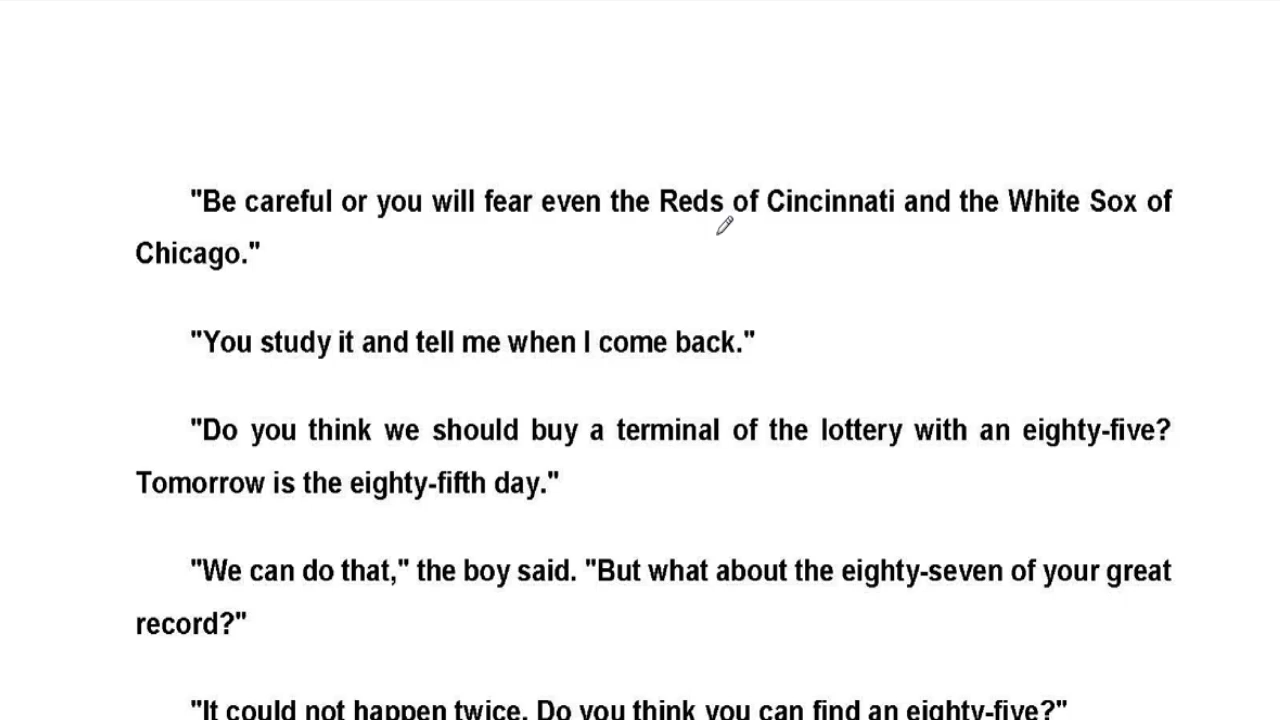 "Be careful or you will fear even the Reds of Cincinnati and the White Sox of
Chicago."
"You study it and tell me when I come back."
"Do you think we should buy a terminal of the lottery with an eighty-five?
Tomorrow is the eighty-fifth day."
"We can do that," the boy said. "But what about the eighty-seven of your great
record?"
"It could not happen twice. Do you think you can find an eighty-five?"